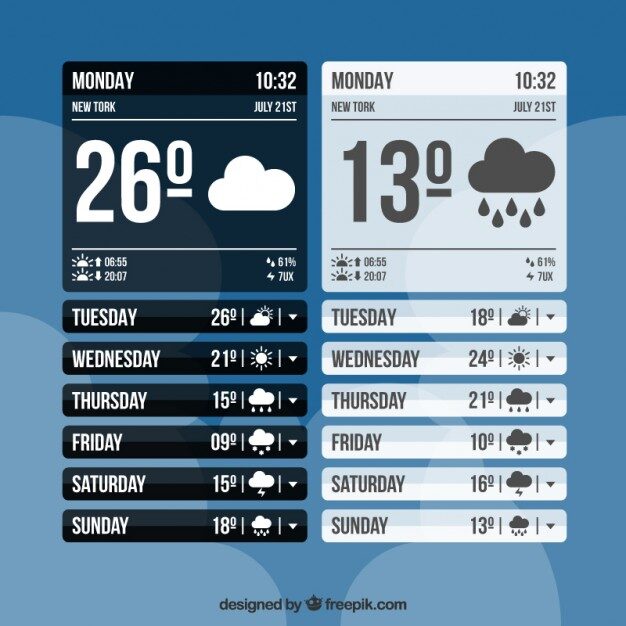 MONDAY 10:32
NEW TORK JULY 21ST
26º
06:55 61%
20:07 7UX
TUESDAY 26º
WEDNESDAY 21º
THURSDAY 15º
FRIDAY 09º
SATURDAY 15º
SUNDAY 18º
MONDAY 10:32
NEW TORK JULY 21ST
13º
06:55 61%
20:07 7UX
TUESDAY 18º
WEDNESDAY 24º
THURSDAY 21º
FRIDAY 10º
SATURDAY 16º
SUNDAY 13º
designed by freepik.com